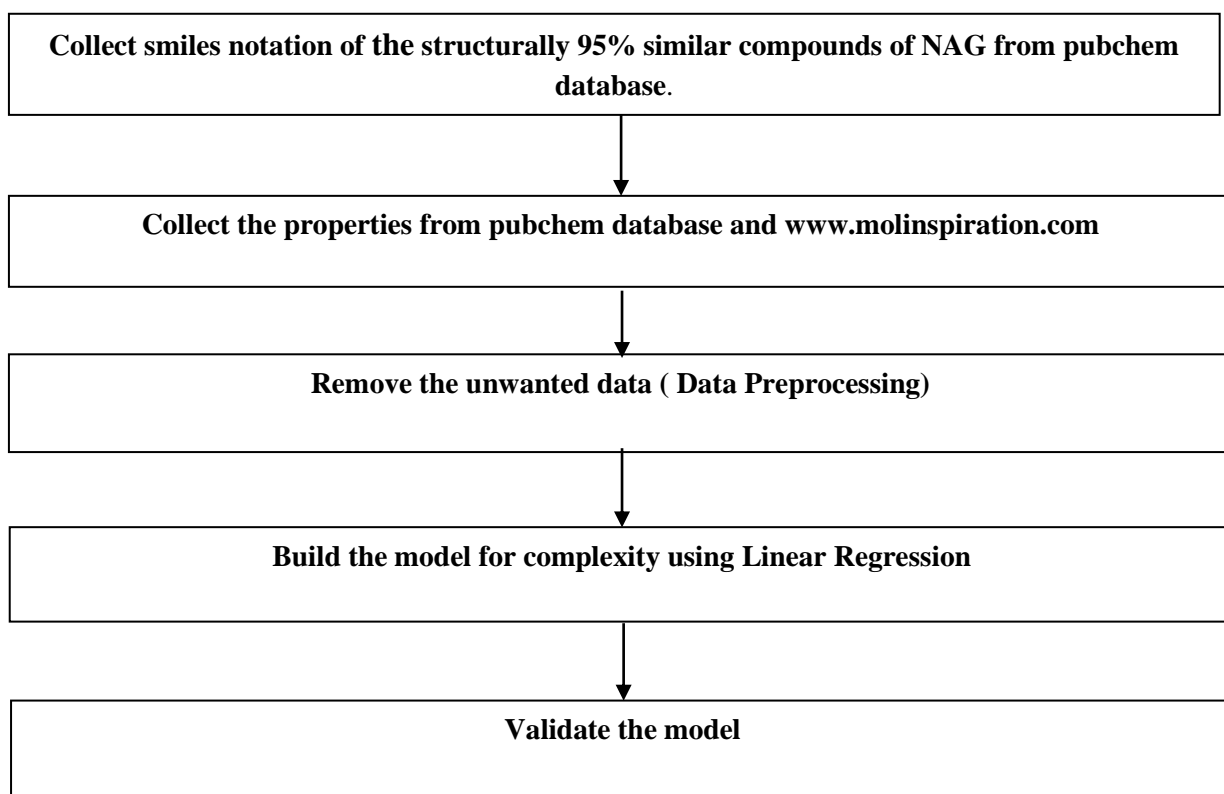 Collect smiles notation of the structurally 95% similar compounds of NAG from pubchem
database.
Collect the properties from pubchem database and www.molinspiration.com
Remove the unwanted data ( Data Preprocessing)
Build the model for complexity using Linear Regression
Validate the model